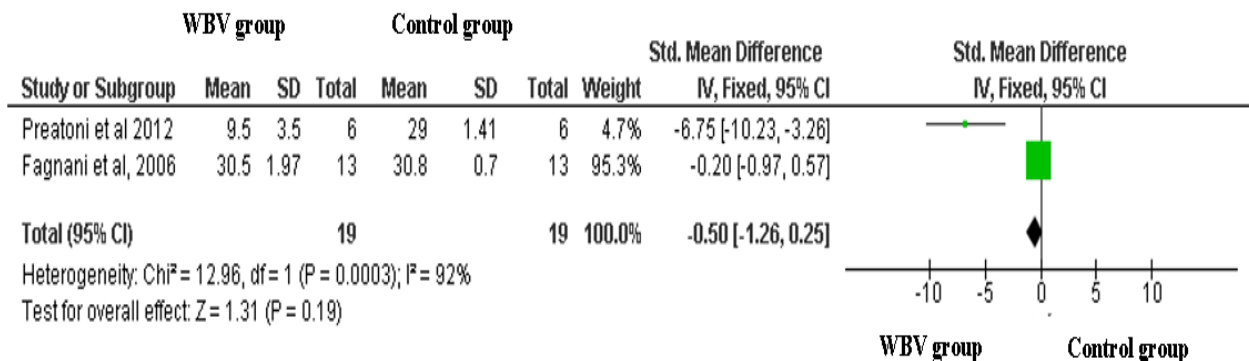 WBV group Control group
Std. Mean Difference Std. Mean Difference
Study or Subgroup Mean SD Total Mean SD Total Weight IV, Fixed, 95% CI IV, Fixed, 95% CI
Preatoni et al 2012 9.5 3.5 6 29 1.41 6 4.7% -6.75 [-10.23, -3.26]
Fagnani et al, 2006 30.5 1.97 13 30.8 0.7 13 95.3% -0.20 [-0.97, 0.57]
Total (95% CI) 19 19 100.0% -0.50 [-1.26, 0.25]
Heterogeneity: Chi² = 12.96, df = 1 (P = 0.0003); I² = 92%
Test for overall effect: Z = 1.31 (P = 0.19)
-10 -5 0 5 10
WBV group Control group